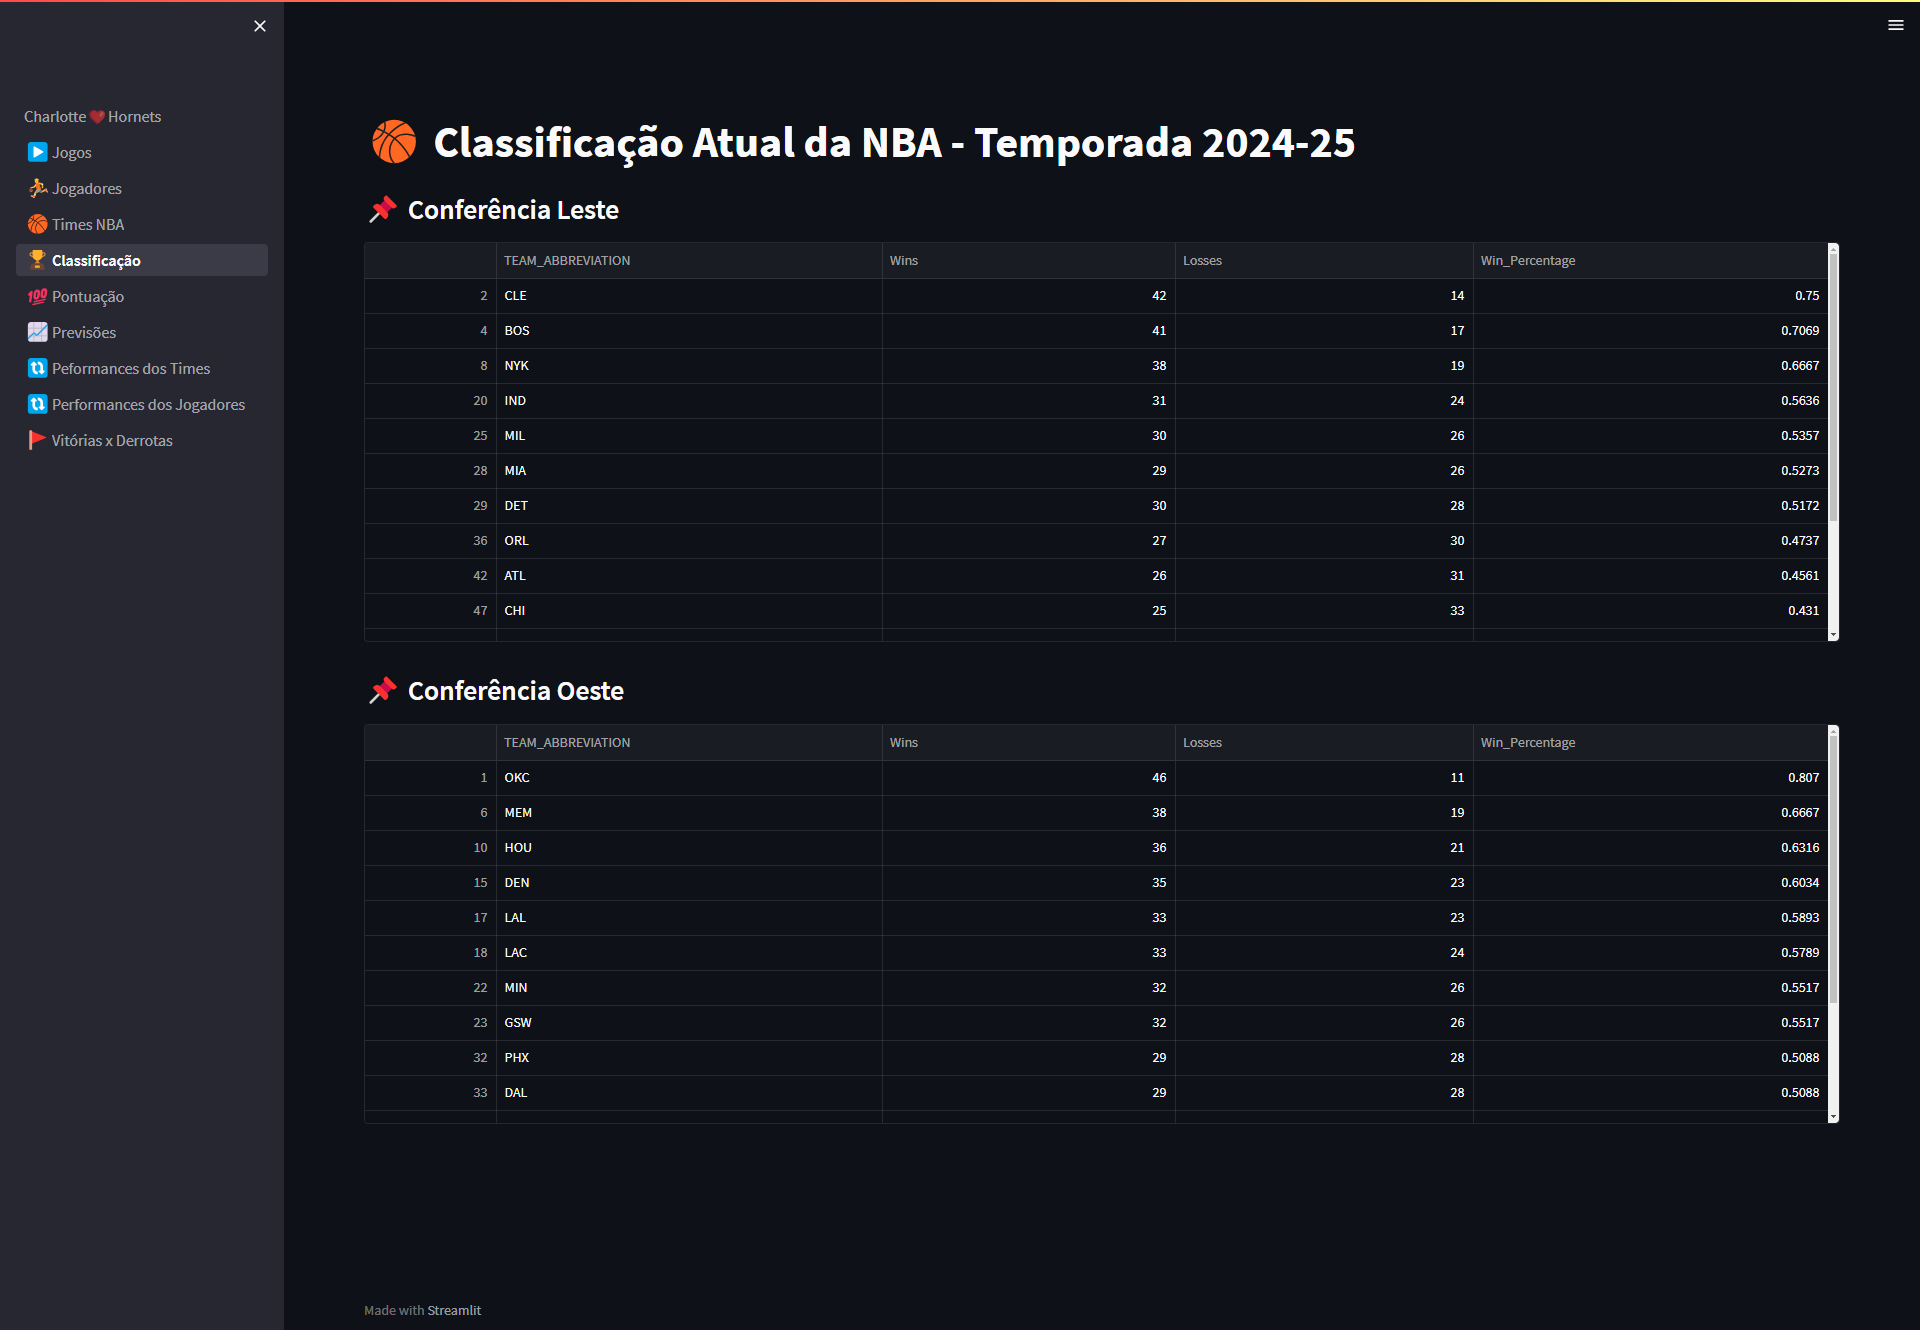 Charlotte ❤ Hornets
Jogos
Jogadores
Times NBA
Classificação
Pontuação
Previsões
Peformances dos Times
Performances dos Jogadores
Vitórias x Derrotas
Classificação Atual da NBA - Temporada 2024-25
Conferência Leste
TEAM_ABBREVIATION Wins Losses Win_Percentage
2 CLE 42 14 0.75
4 BOS 41 17 0.7069
8 NYK 38 19 0.6667
20 IND 31 24 0.5636
25 MIL 30 26 0.5357
28 MIA 29 26 0.5273
29 DET 30 28 0.5172
36 ORL 27 30 0.4737
42 ATL 26 31 0.4561
47 CHI 25 33 0.431
Conferência Oeste
TEAM_ABBREVIATION Wins Losses Win_Percentage
1 OKC 46 11 0.807
6 MEM 38 19 0.6667
10 HOU 36 21 0.6316
15 DEN 35 23 0.6034
17 LAL 33 23 0.5893
18 LAC 33 24 0.5789
22 MIN 32 26 0.5517
23 GSW 32 26 0.5517
32 PHX 29 28 0.5088
33 DAL 29 28 0.5088
Made with Streamlit